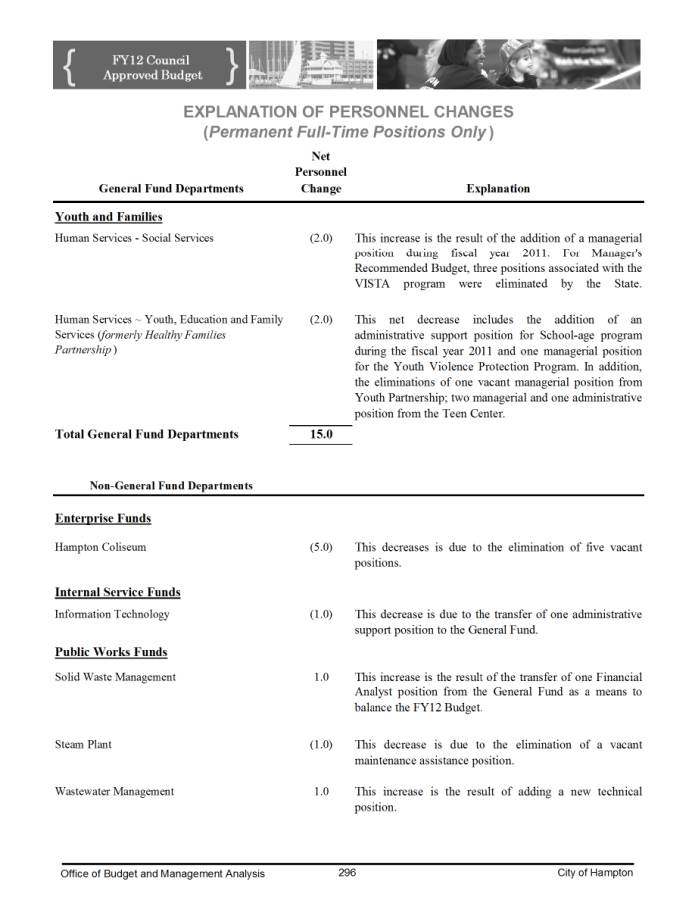 FY12 Council
Approved Budget
EXPLANATION OF PERSONNEL CHANGES
(Permanent Full-Time Positions Only)
Net
Personnel
General Fund Departments Change Explanation
Youth and Families
Human Services - Social Services (2.0) This increase is the result of the addition of a managerial
position during fiscal year 2011. For Manager's
Recommended Budget, three positions associated with the
VISTA program were eliminated by the State.
Human Services ~ Youth, Education and Family (2.0) This net decrease includes the addition of an
Services (formerly Healthy Families administrative support position for School-age program
Partnership) during the fiscal year 2011 and one managerial position
for the Youth Violence Protection Program. In addition,
the eliminations of one vacant managerial position from
Youth Partnership; two managerial and one administrative
position from the Teen Center.
Total General Fund Departments 15.0
Non-General Fund Departments
Enterprise Funds
Hampton Coliseum (5.0) This decreases is due to the elimination of five vacant
positions.
Internal Service Funds
Information Technology (1.0) This decrease is due to the transfer of one administrative
support position to the General Fund.
Public Works Funds
Solid Waste Management 1.0 This increase is the result of the transfer of one Financial
Analyst position from the General Fund as a means to
balance the FY12 Budget.
Steam Plant (1.0) This decrease is due to the elimination of a vacant
maintenance assistance position.
Wastewater Management 1.0 This increase is the result of adding a new technical
position.
Office of Budget and Management Analysis 296 City of Hampton